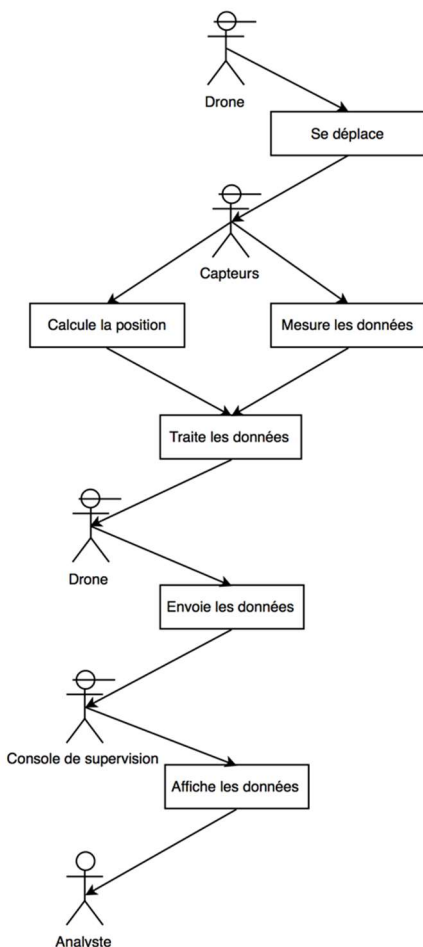 Drone
Se déplace
Capteurs
Calcule la position
Mesure les données
Traite les données
Drone
Envoie les données
Console de supervision
Affiche les données
Analyste